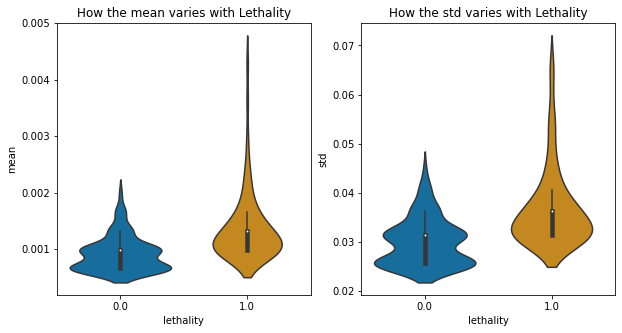 How the mean varies with Lethality
0.005
0.004
0.003
0.002
0.001
mean
0.0
1.0
lethality
How the std varies with Lethality
0.07
0.06
0.05
0.04
0.03
0.02
std
0.0
1.0
lethality